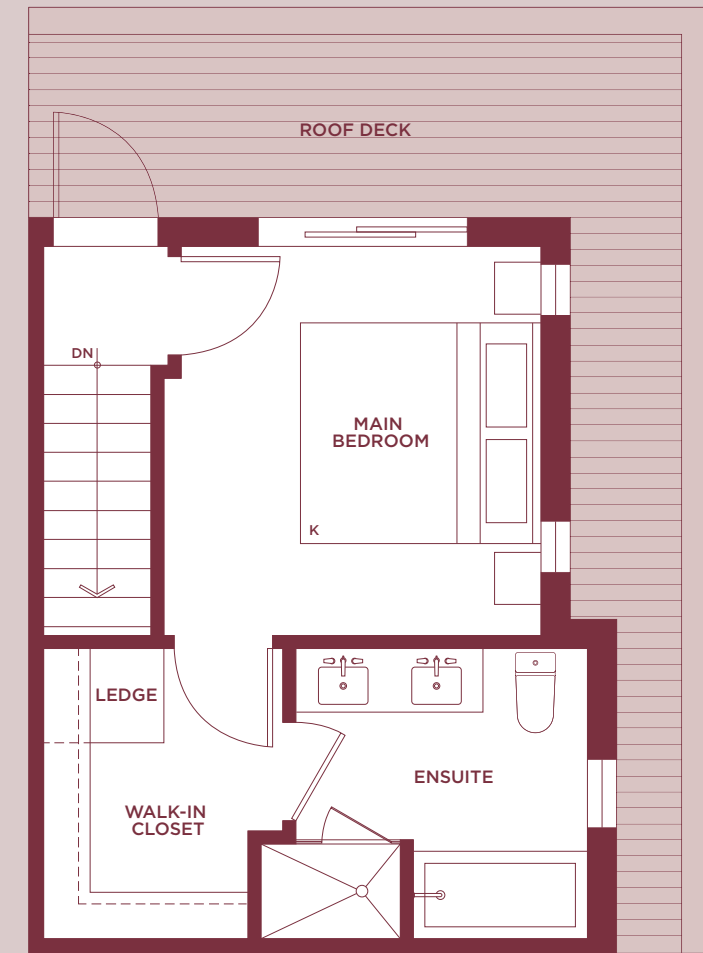 ROOF DECK
DN
MAIN
BEDROOM
K
LEDGE
ENSUITE
WALK-IN
CLOSET